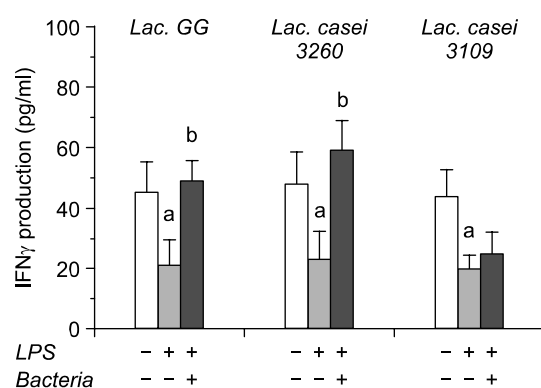 Lac. GG Lac. casei Lac. casei
3260 3109
IFNγ production (pg/ml)
100
80
60
40
20
0
a b a b a
LPS – + + – + + – + +
Bacteria – – + – – + – – +